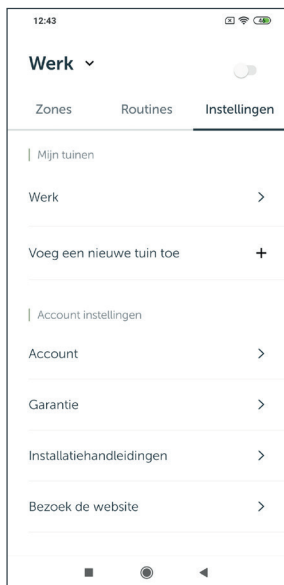 12:43
46
Werk
Zones Routines Instellingen
Mijn tuinen
Werk
Voeg een nieuwe tuin toe
Account instellingen
Account
Garantie
Installatiehandleidingen
Bezoek de website